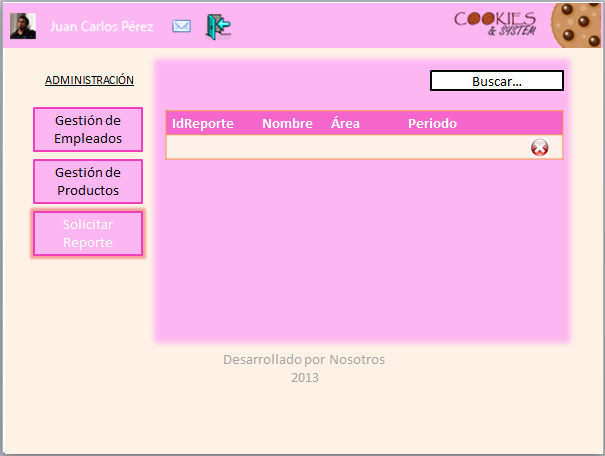 Juan Carlos Pérez
COOKIES
& SYSTEM
ADMINISTRACIÓN
Gestión de
Empleados
Gestión de
Productos
Solicitar
Reporte
Buscar...
IdReporte Nombre Área Periodo
Desarrollado por Nosotros
2013